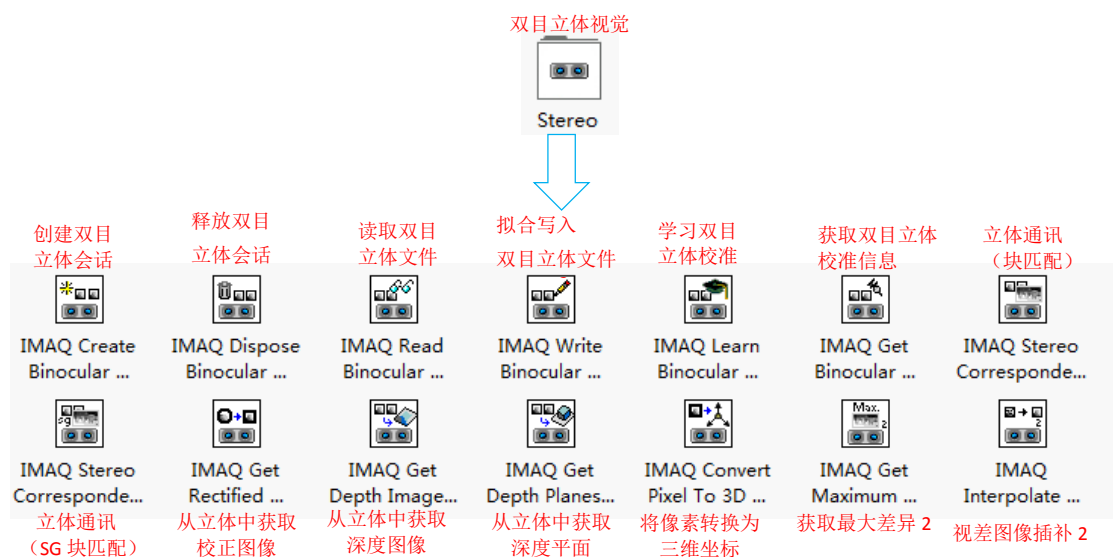 双目立体视觉
Stereo
创建双目
立体会话
释放双目
立体会话
读取双目
立体文件
拟合写入
双目立体文件
学习双目
立体校准
获取双目立体
校准信息
立体通讯
（块匹配）
IMAQ Create
Binocular ...
IMAQ Dispose
Binocular ...
IMAQ Read
Binocular ...
IMAQ Write
Binocular ...
IMAQ Learn
Binocular ...
IMAQ Get
Binocular ...
IMAQ Stereo
Corresponde...
sg
Max.
2
2
IMAQ Stereo
Corresponde...
IMAQ Get
Rectified ...
IMAQ Get
Depth Image...
IMAQ Get
Depth Planes...
IMAQ Convert
Pixel To 3D ...
IMAQ Get
Maximum ...
IMAQ
Interpolate ...
立体通讯
（SG 块匹配）
从立体中获取
校正图像
从立体中获取
深度图像
从立体中获取
深度平面
将像素转换为
三维坐标
获取最大差异 2
视差图像插补 2